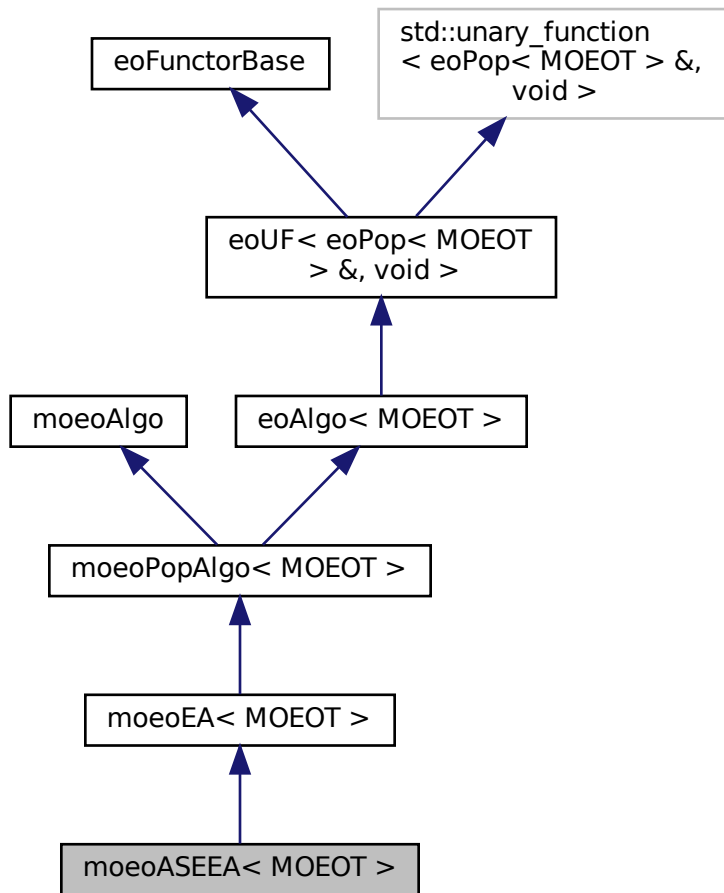 std::unary_function
< eoPop< MOEOT > &,
void >
eoFunctorBase
eoUF< eoPop< MOEOT
> &, void >
moeoAlgo
eoAlgo< MOEOT >
moeoPopAlgo< MOEOT >
moeoEA< MOEOT >
moeoASEEA< MOEOT >